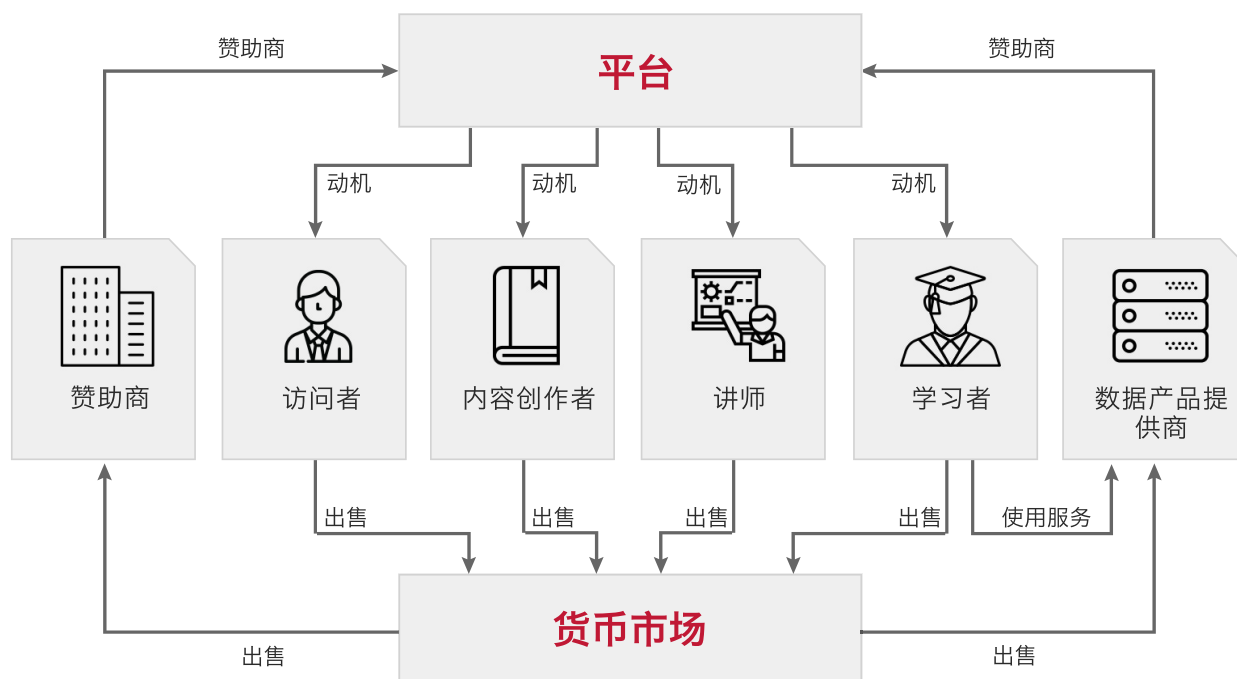 赞助商
赞助商
平台
动机
动机
动机
动机
赞助商
访问者
内容创作者
讲师
学习者
数据产品提
供商
出售
出售
出售
出售
使用服务
货币市场
出售
出售